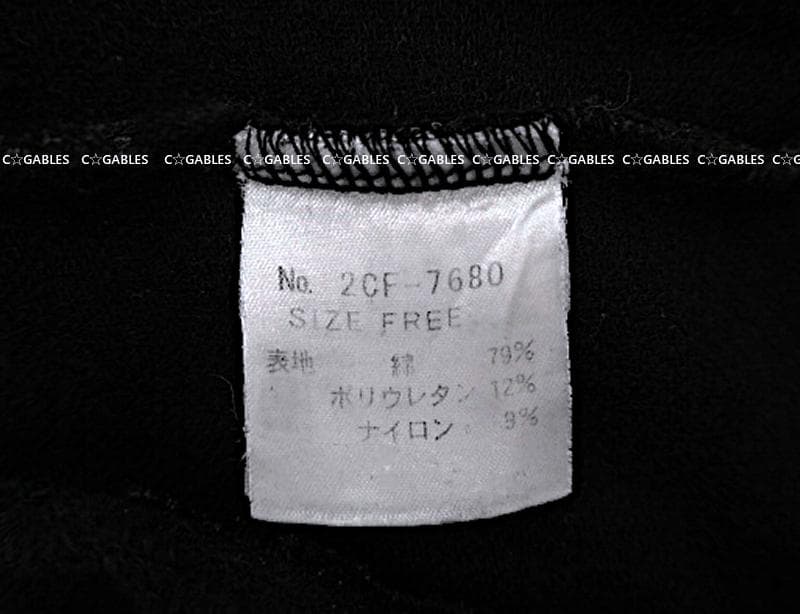 C☆GABLES C☆GABLES C☆GABLES C☆GABLES C☆GABLES C☆GABLES C☆GABLES C☆GABLES C☆GABLES C☆GABLES C☆G
No. 2CF-7680
SIZE FREE
表地 綿 79%
ポリウレタン 12%
ナイロン 9%